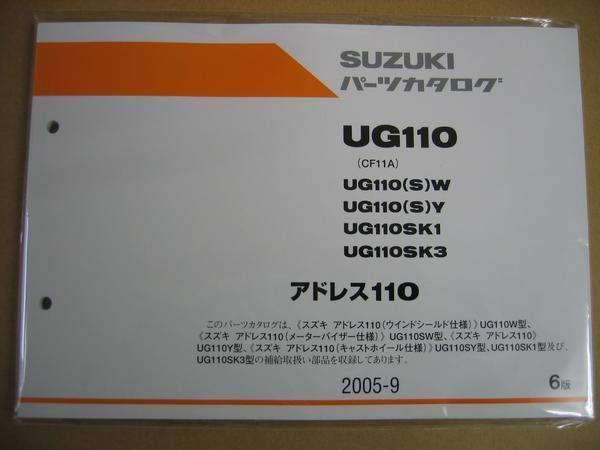 SUZUKI
パーツカタログ
UG110
(CF11A)
UG110(S)W
UG110(S)Y
UG110SK1
UG110SK3
アドレス110
このパーツカタログは、《スズキ アドレス110(ウインドシールド仕様)》UG110W型、
《スズキ アドレス110(メーターバイザー仕様)》UG110SW型、《スズキ アドレス110》
UG110Y型、《スズキ アドレス110(キャストホイール仕様)》UG110SY型、UG110SK1型及び、
UG110SK3型の補給取扱い部品を収録してあります。
2005-9
6版